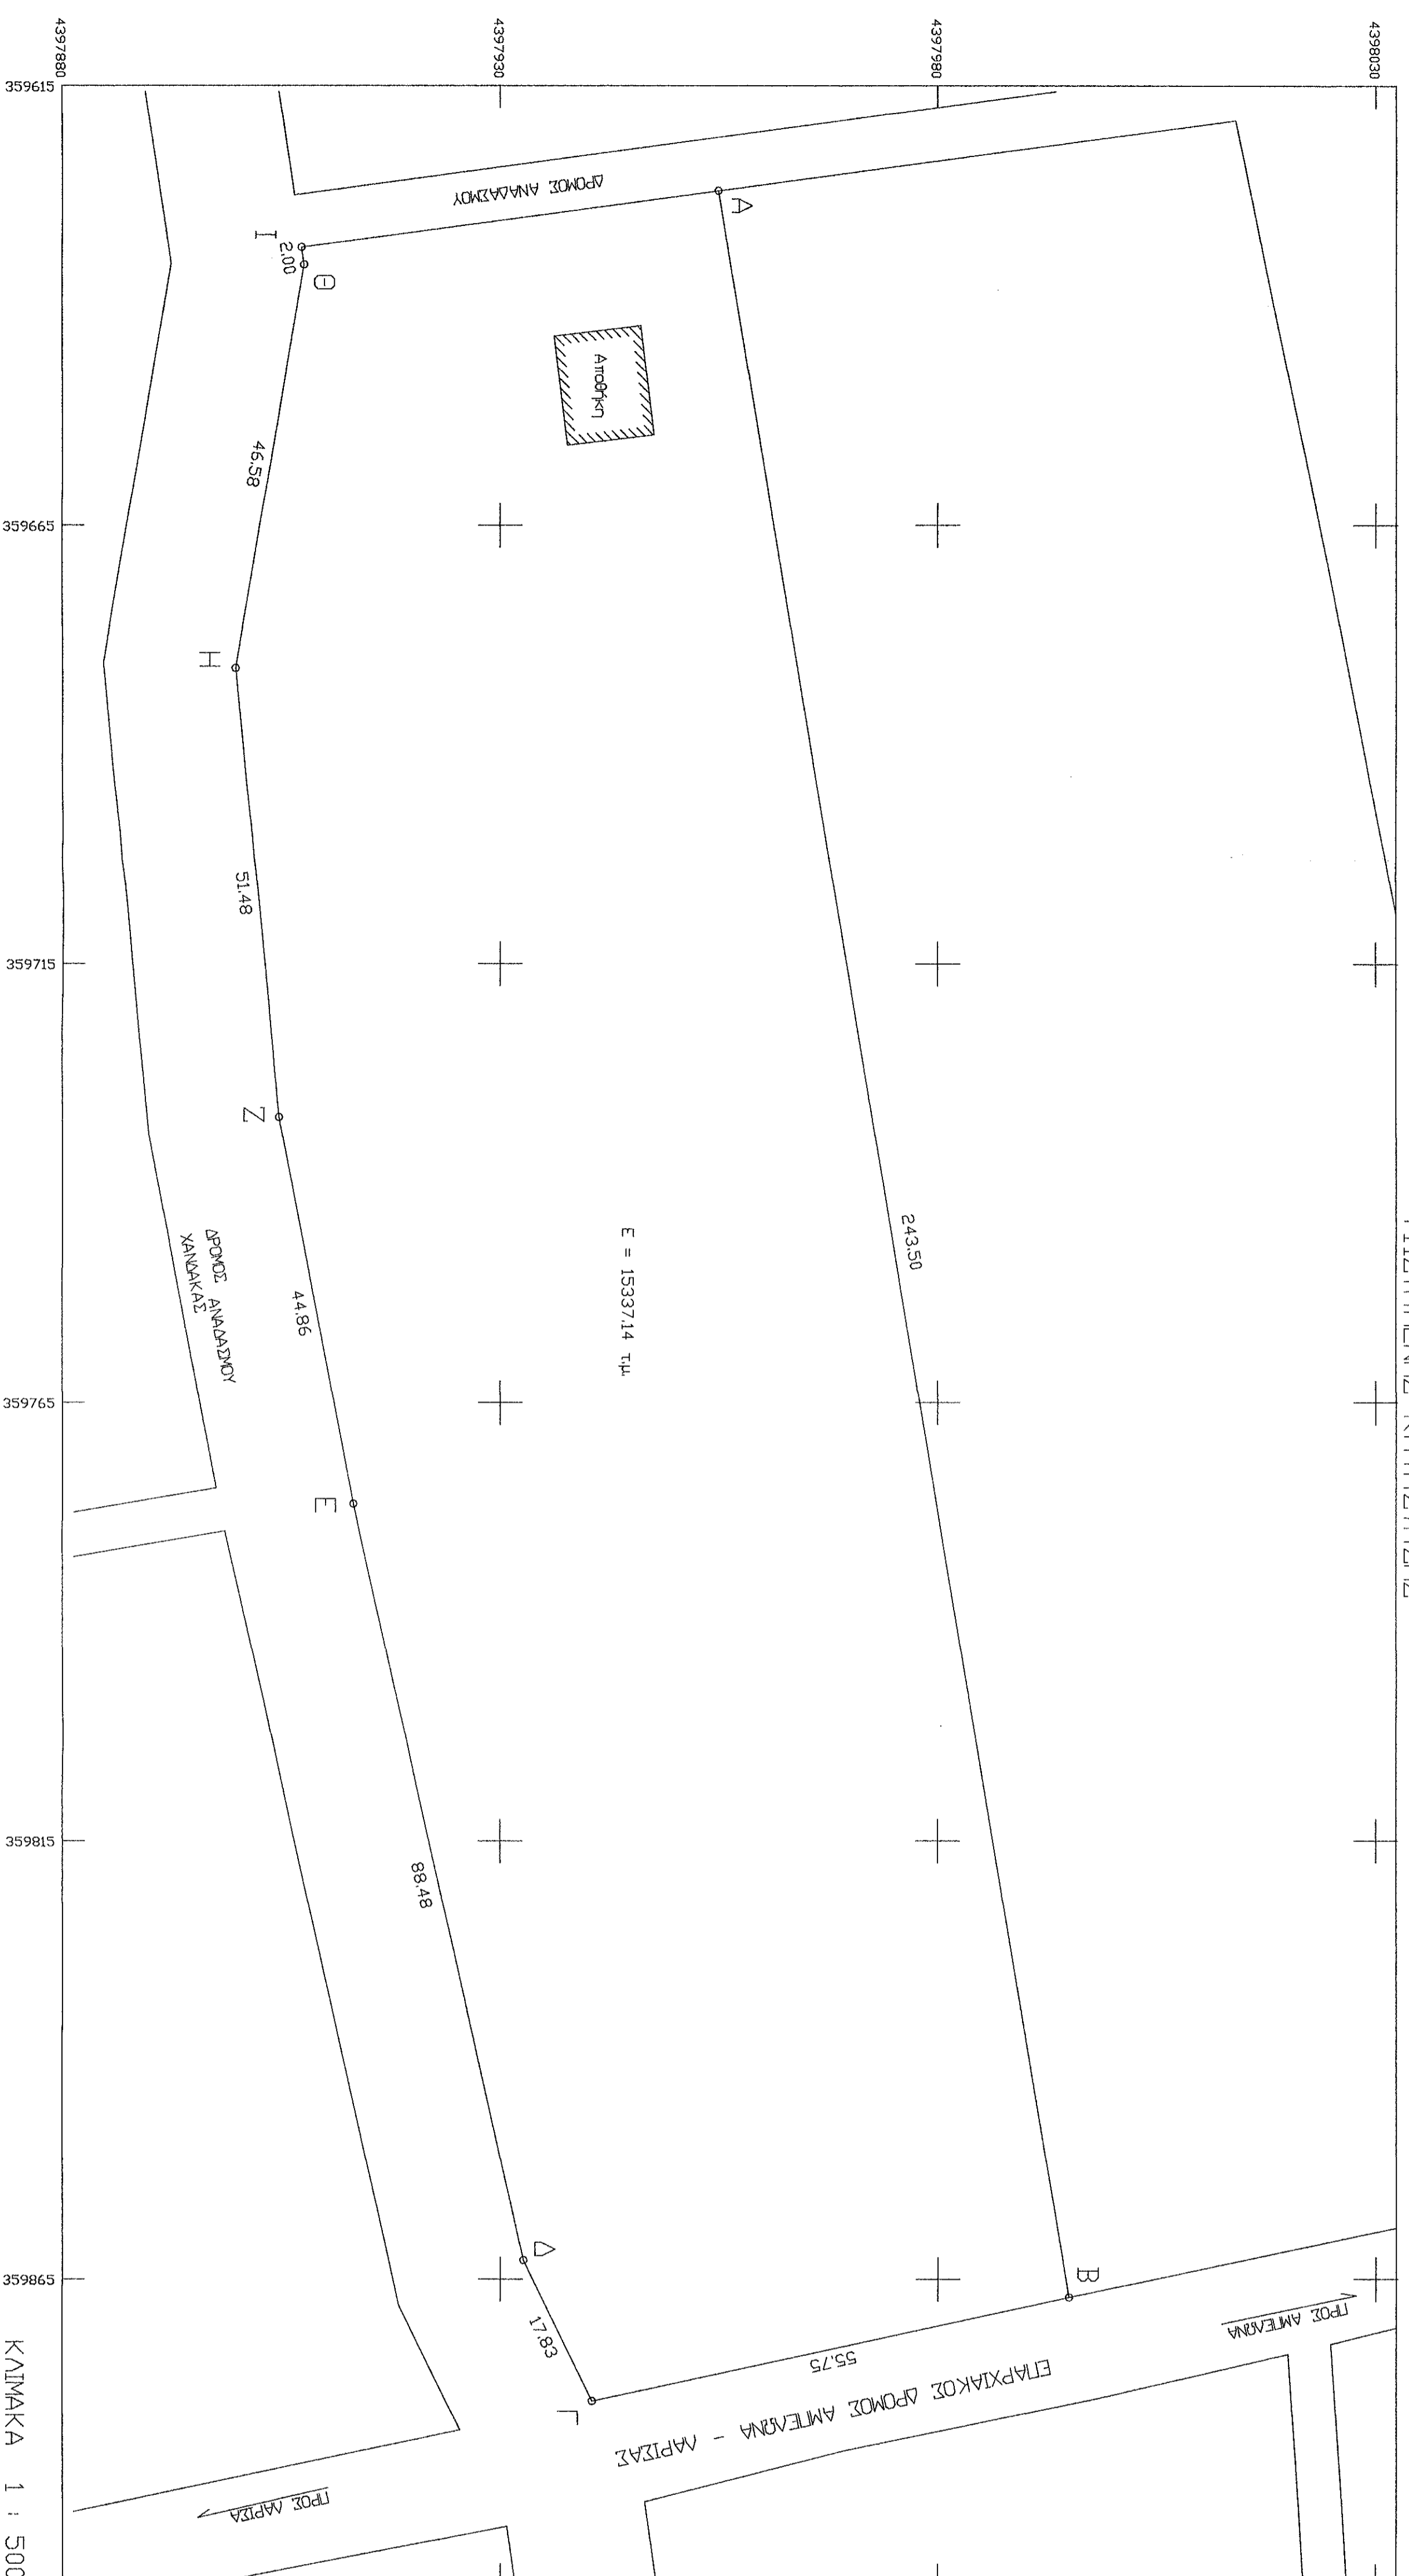 4397880
4397930
4397980
4398030
359615
359665
359715
359765
359815
359865
ΔΡΟΜΟΣ ΑΝΑΔΑΣΜΟΥ
Α
Ι
2.00
Θ
Αποθήκη
46.58
Η
51.48
Ζ
243.50
Ε = 15337.14 τ.μ.
ΔΡΟΜΟΣ ΑΝΑΔΑΣΜΟΥ
ΧΑΝΔΑΚΑΣ
44.86
Ε
88.48
Δ
17.83
Β
55.75
Γ
ΠΡΟΣ ΑΜΠΕΛΩΝΑ
ΕΠΑΡΧΙΑΚΟΣ ΔΡΟΜΟΣ ΑΜΠΕΛΩΝΑ - ΛΑΡΙΣΑΣ
ΠΡΟΣ ΛΑΡΙΣΑ
ΚΛΙΜΑΚΑ 1 : 500